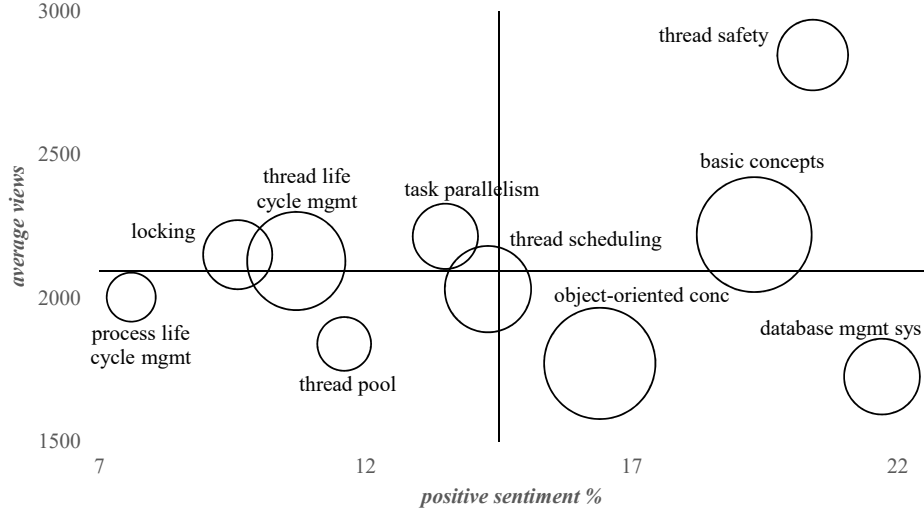 3000
thread safety
2500
basic concepts
thread life
cycle mgmt
task parallelism
locking
thread scheduling
average views
2000
object-oriented conc
process life
cycle mgmt
database mgmt sys
thread pool
1500
7
12
17
22
positive sentiment %